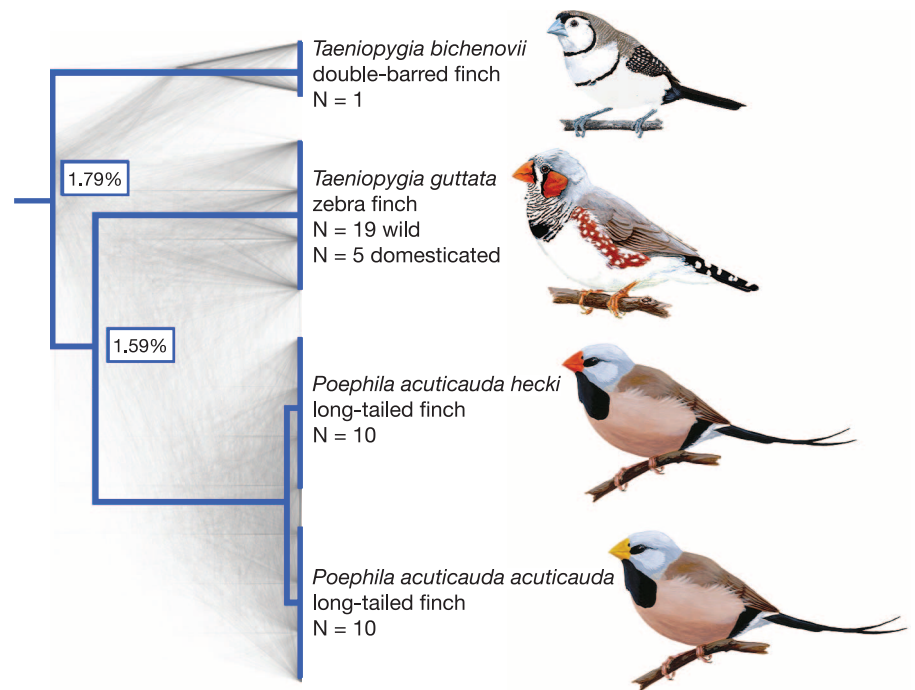 Taeniopygia bichenovii
double-barred finch
N = 1
1.79%
Taeniopygia guttata
zebra finch
N = 19 wild
N = 5 domesticated
1.59%
Poephila acuticauda hecki
long-tailed finch
N = 10
Poephila acuticauda acuticauda
long-tailed finch
N = 10